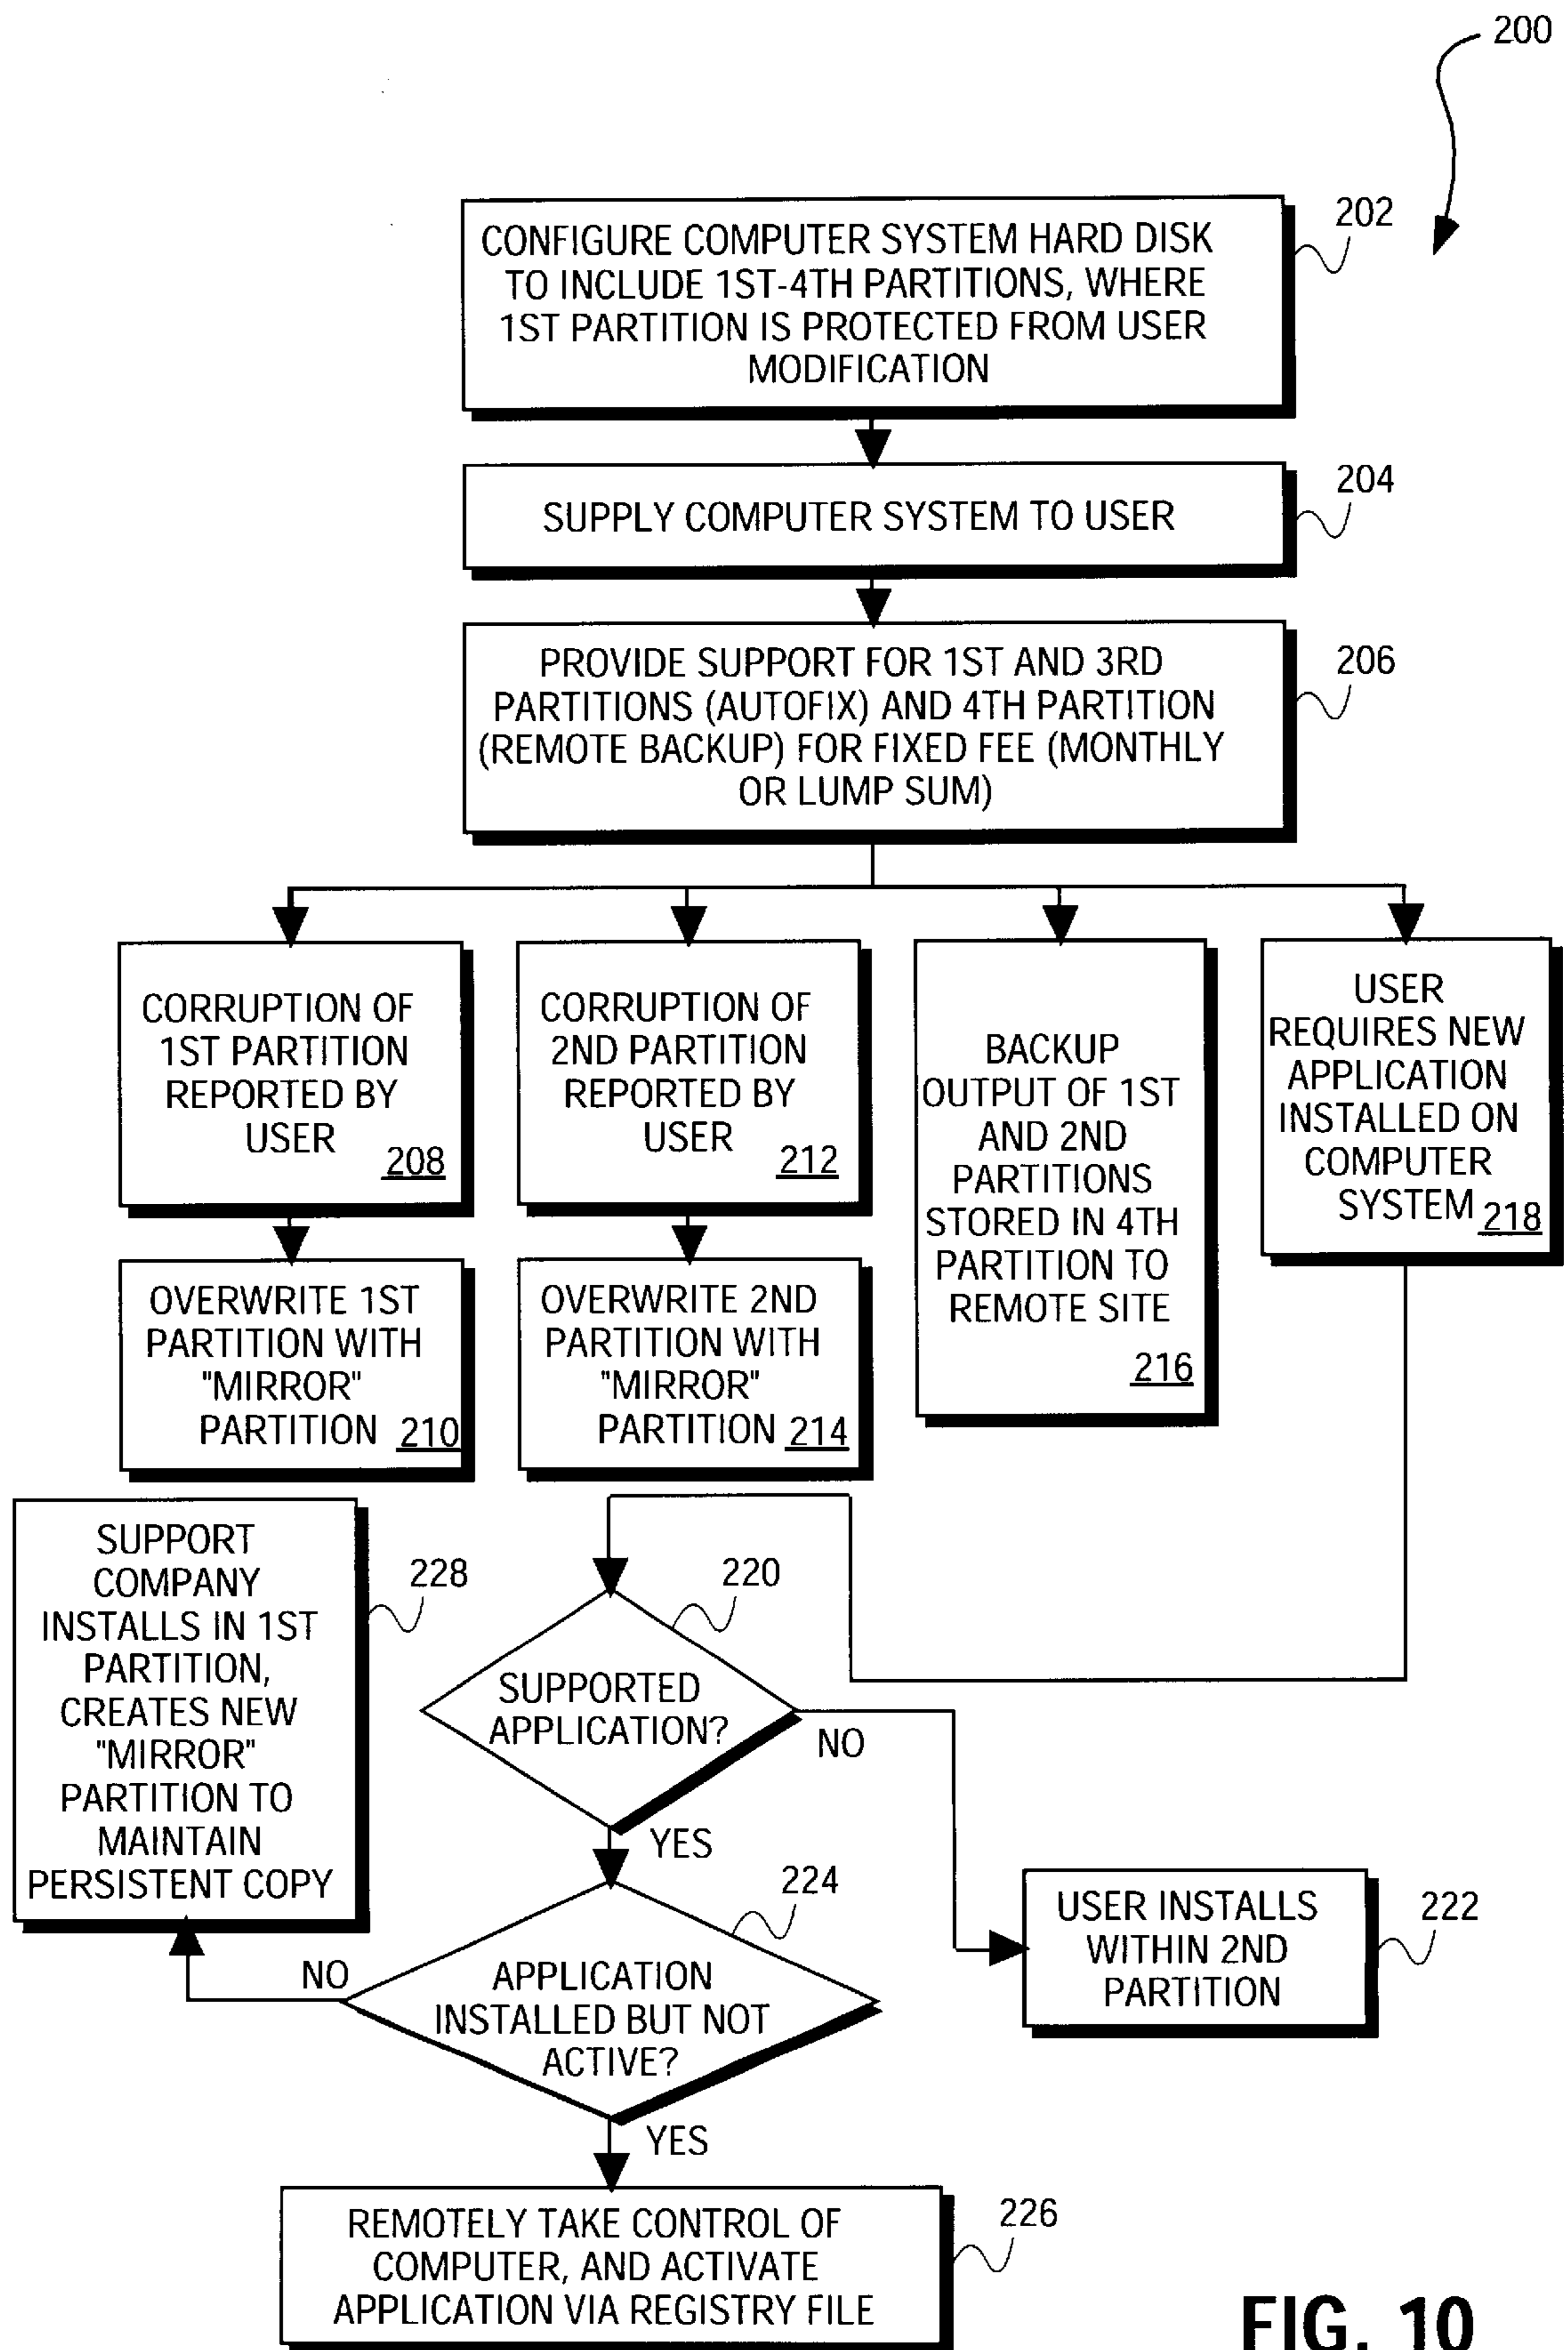 200
202
CONFIGURE COMPUTER SYSTEM HARD DISK
TO INCLUDE 1ST-4TH PARTITIONS, WHERE
1ST PARTITION IS PROTECTED FROM USER
MODIFICATION
204
SUPPLY COMPUTER SYSTEM TO USER
206
PROVIDE SUPPORT FOR 1ST AND 3RD
PARTITIONS (AUTOFIX) AND 4TH PARTITION
(REMOTE BACKUP) FOR FIXED FEE (MONTHLY
OR LUMP SUM)
CORRUPTION OF
1ST PARTITION
REPORTED BY
USER
208
CORRUPTION OF
2ND PARTITION
REPORTED BY
USER
212
BACKUP
OUTPUT OF 1ST
AND 2ND
PARTITIONS
STORED IN 4TH
PARTITION TO
REMOTE SITE
216
USER
REQUIRES NEW
APPLICATION
INSTALLED ON
COMPUTER
SYSTEM 218
OVERWRITE 1ST
PARTITION WITH
"MIRROR"
PARTITION 210
OVERWRITE 2ND
PARTITION WITH
"MIRROR"
PARTITION 214
SUPPORT
COMPANY
INSTALLS IN 1ST
PARTITION,
CREATES NEW
"MIRROR"
PARTITION TO
MAINTAIN
PERSISTENT COPY
228
220
SUPPORTED
APPLICATION?
NO
YES
224
APPLICATION
INSTALLED BUT NOT
ACTIVE?
NO
YES
USER INSTALLS
WITHIN 2ND
PARTITION
222
REMOTELY TAKE CONTROL OF
COMPUTER, AND ACTIVATE
APPLICATION VIA REGISTRY FILE
226
FIG. 10